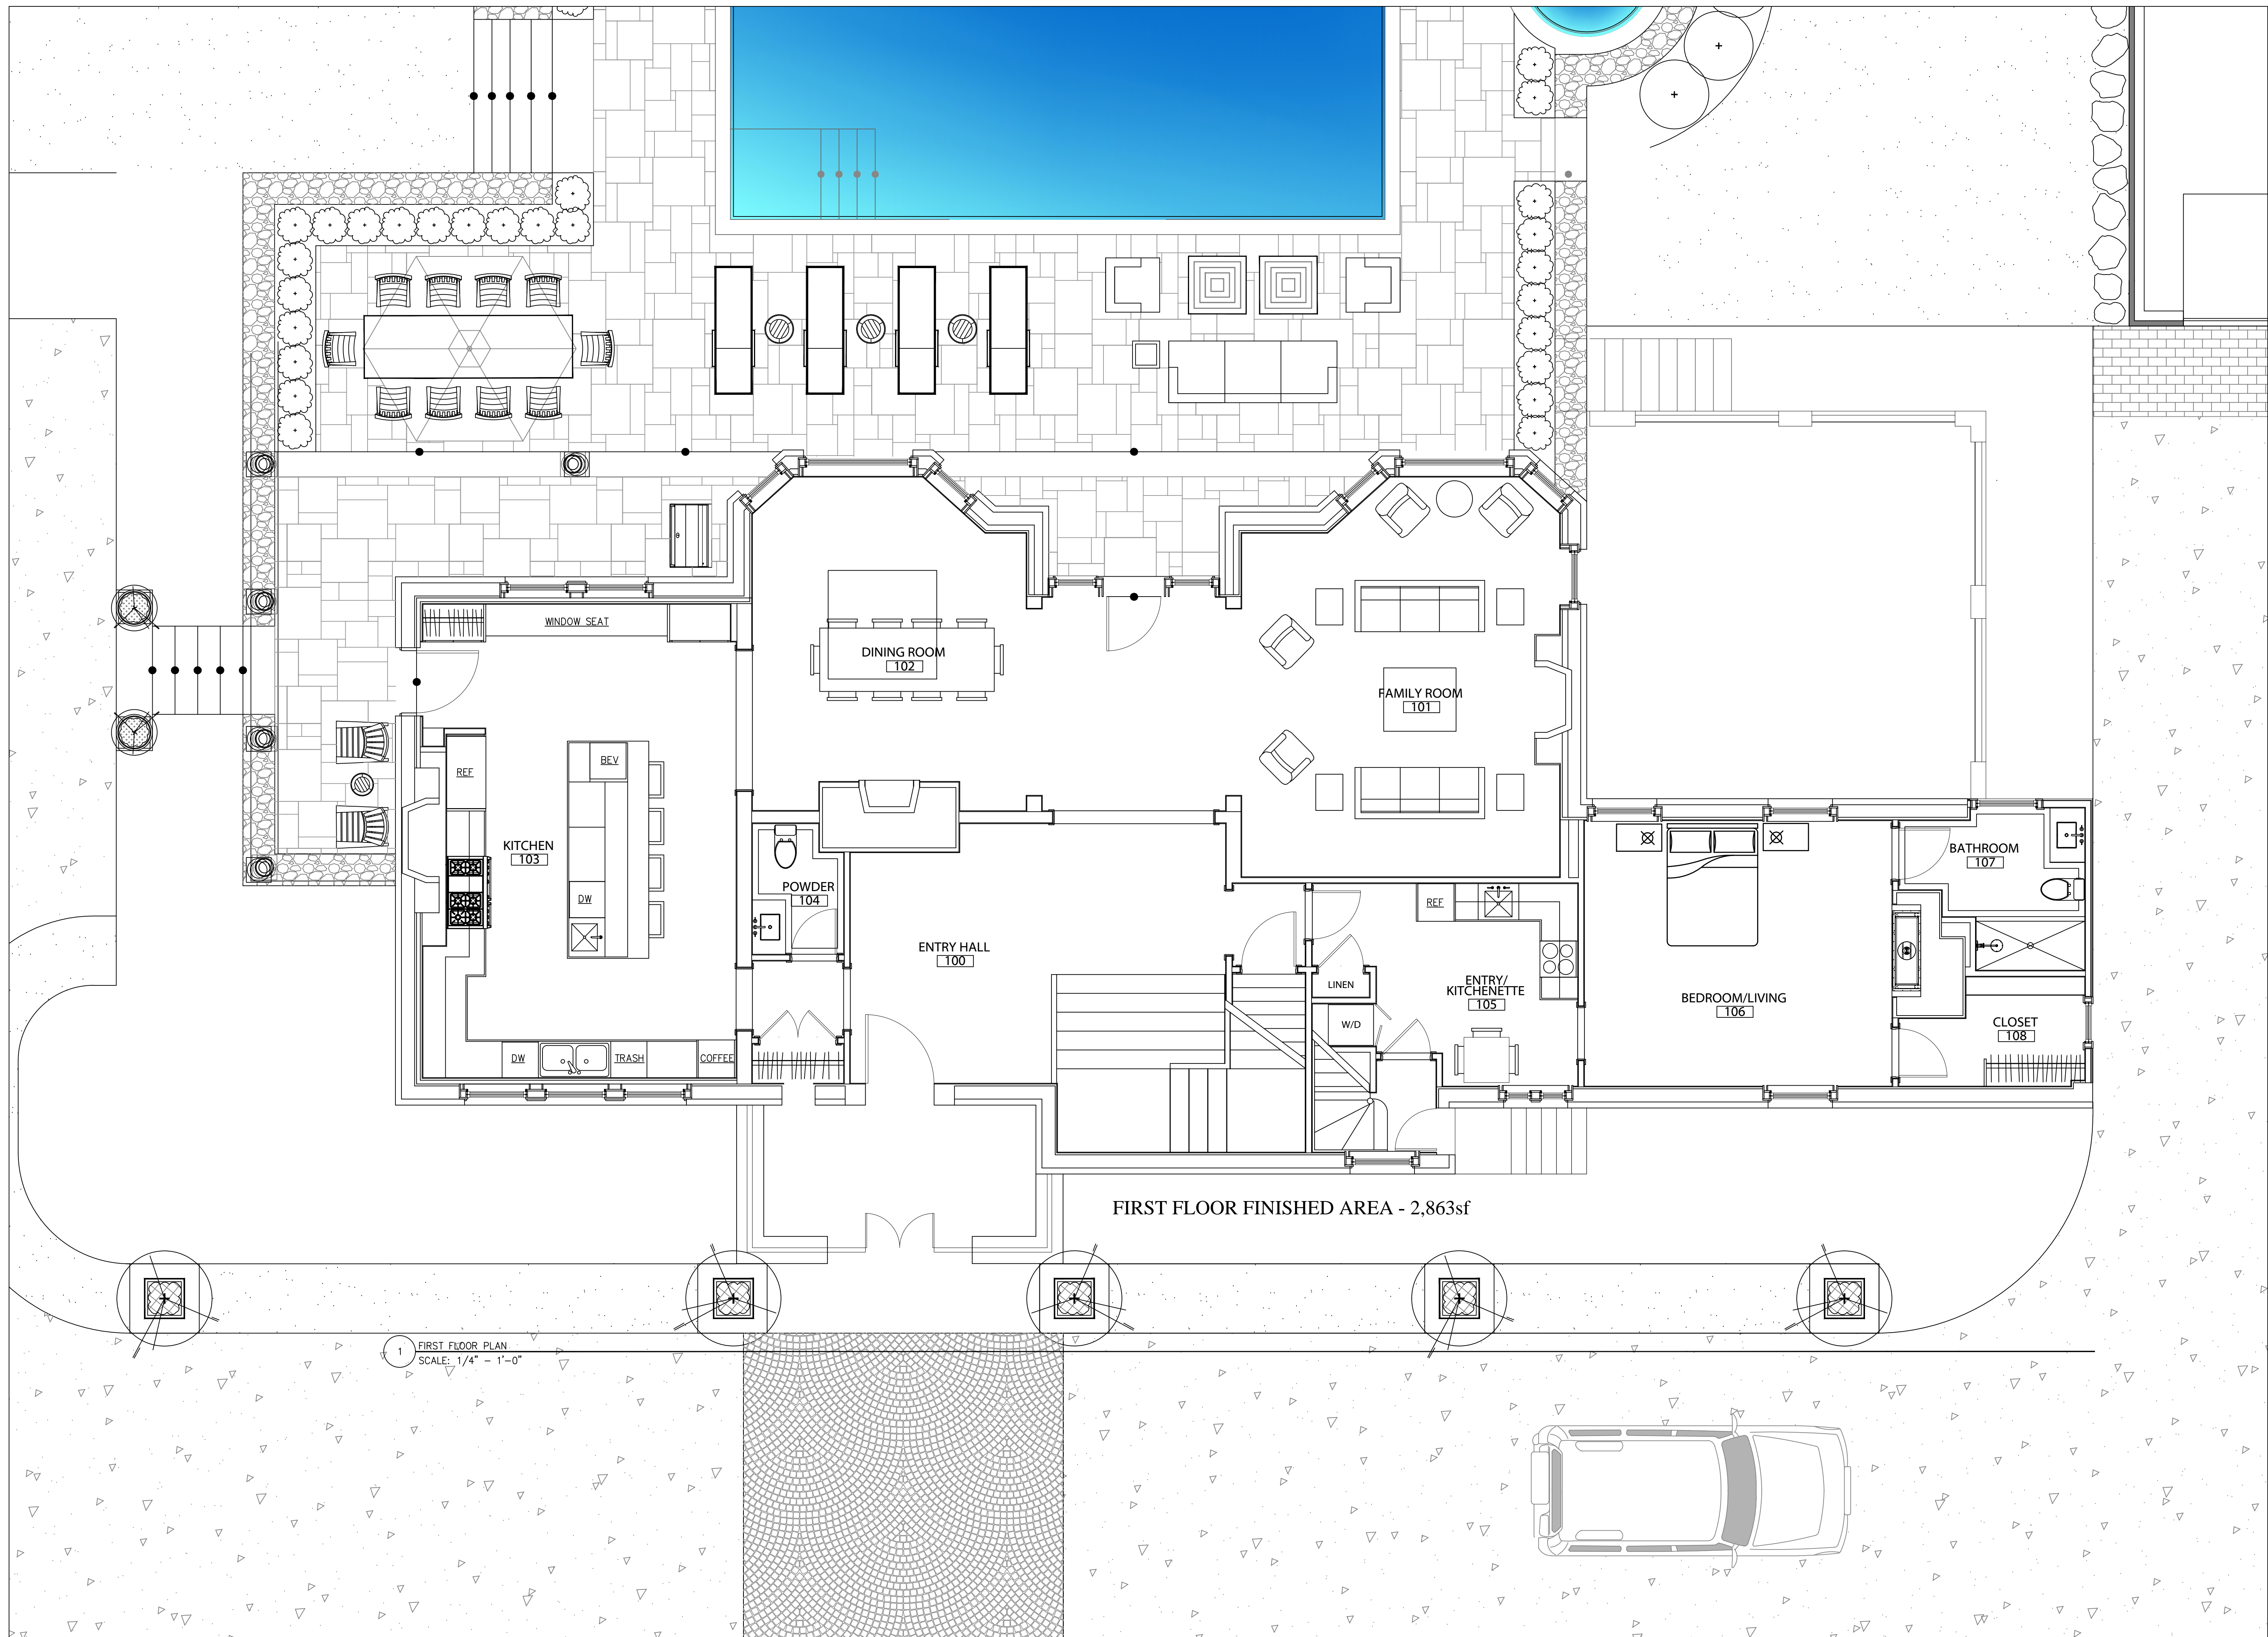 WINDOW SEAT
DINING ROOM
102
FAMILY ROOM
101
REF
BEV
KITCHEN
103
DW
POWDER
104
ENTRY HALL
100
REF
LINEN
ENTRY/
KITCHENETTE
105
W/D
BEDROOM/LIVING
106
BATHROOM
107
CLOSET
108
DW
TRASH
COFFEE
FIRST FLOOR FINISHED AREA - 2,863sf
1
FIRST FLOOR PLAN
SCALE: 1/4" - 1'-0"